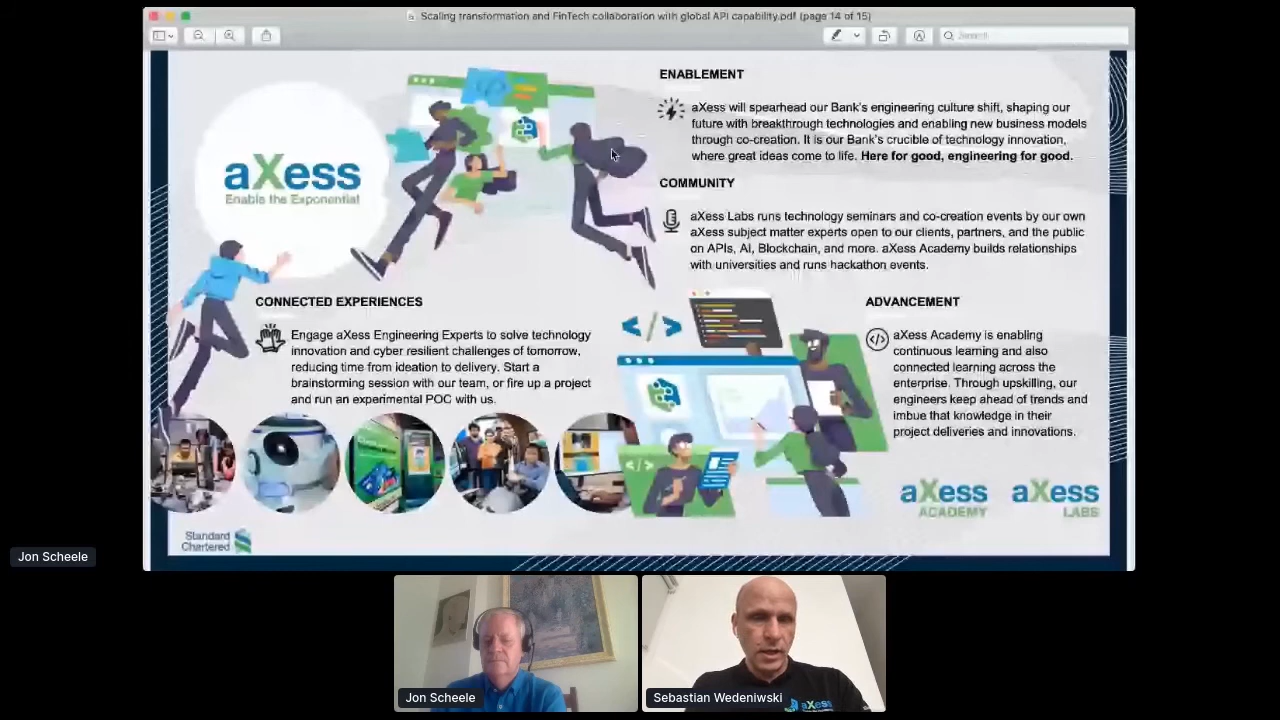 Scaling transformation and FinTech collaboration with global API capability.pdf (page 14 of 15)
Search
aXess
Enable the Exponential
ENABLEMENT
aXess will spearhead our Bank's engineering culture shift, shaping our
future with breakthrough technologies and enabling new business models
through co-creation. It is our Bank's crucible of technology innovation,
where great ideas come to life. Here for good, engineering for good.
COMMUNITY
aXess Labs runs technology seminars and co-creation events by our own
aXess subject matter experts open to our clients, partners, and the public
on APIs, AI, Blockchain, and more. aXess Academy builds relationships
with universities and runs hackathon events.
CONNECTED EXPERIENCES
Engage aXess Engineering Experts to solve technology
innovation and cyber resilient challenges of tomorrow,
reducing time from ideation to delivery. Start a
brainstorming session with our team, or fire up a project
and run an experimental POC with us.
</>
ADVANCEMENT
aXess Academy is enabling
continuous learning and also
connected learning across the
enterprise. Through upskilling, our
engineers keep ahead of trends and
imbue that knowledge in their
project deliveries and innovations.
</>
aXess
ACADEMY
aXess
LABS
Standard
Chartered
Jon Scheele
Jon Scheele
Sebastian Wedeniwski
aXess